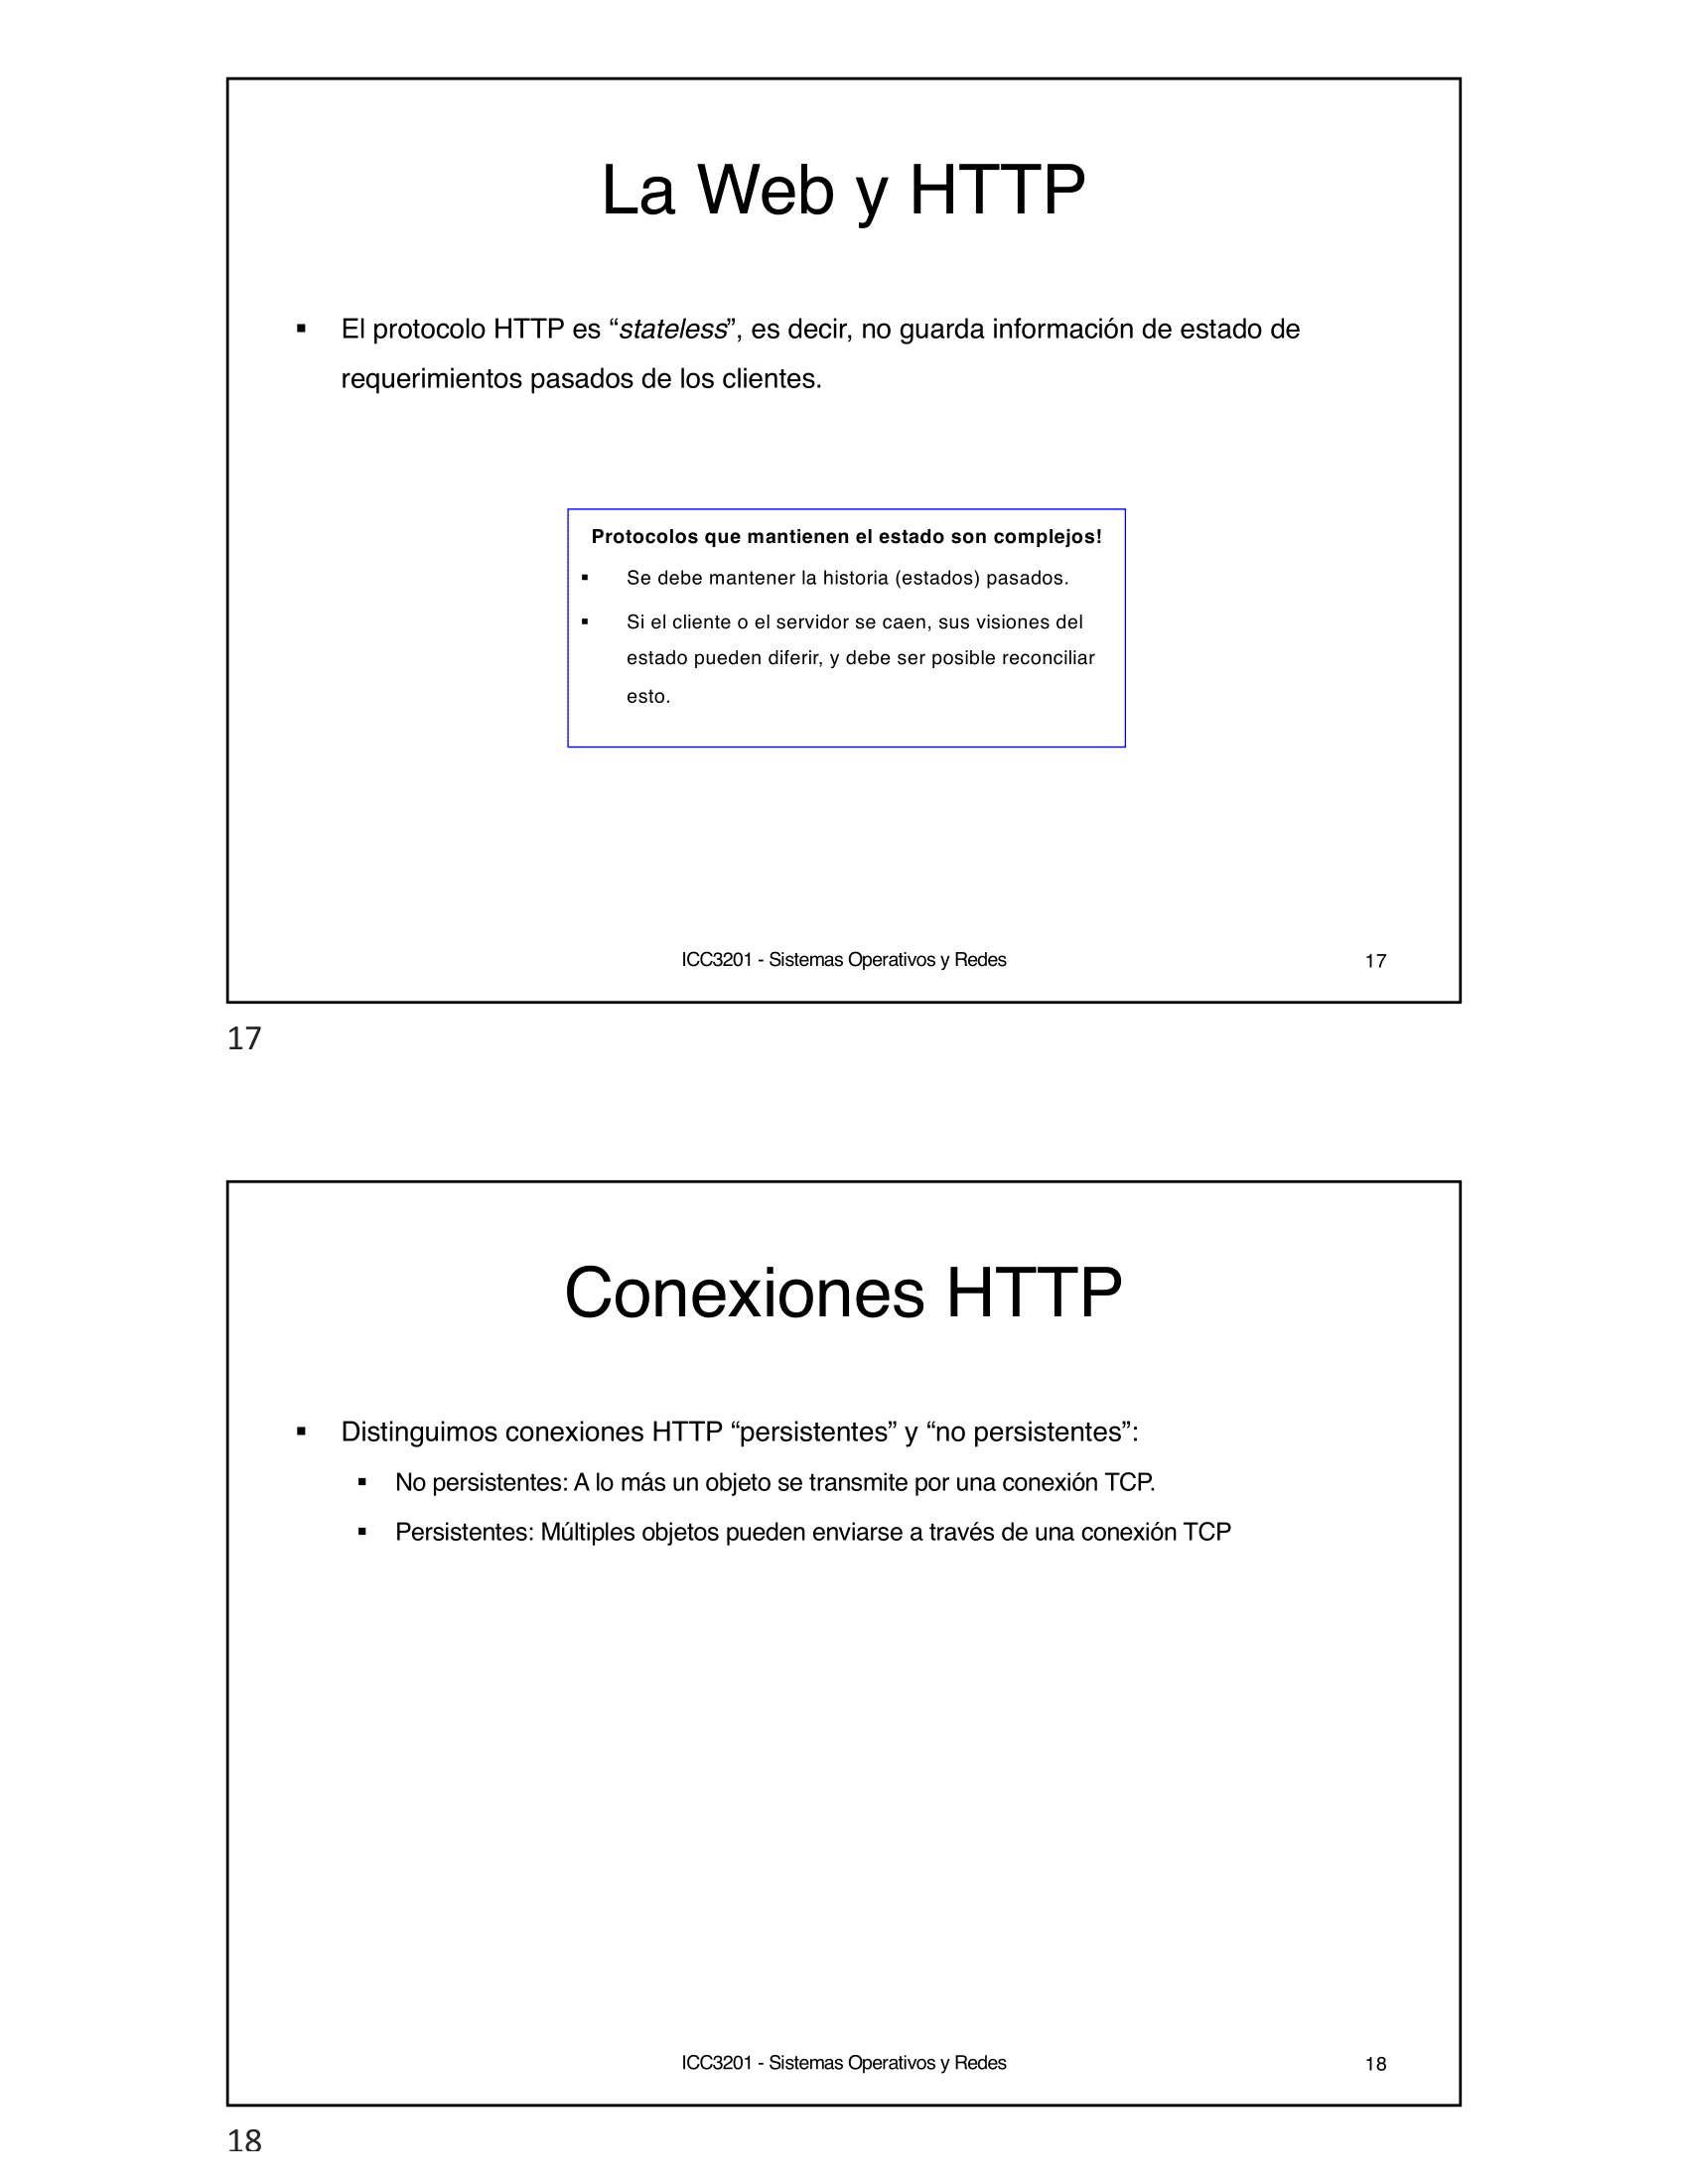 La Web y HTTP
▪ El protocolo HTTP es “stateless”, es decir, no guarda información de estado de
requerimientos pasados de los clientes.
Protocolos que mantienen el estado son complejos!
▪ Se debe mantener la historia (estados) pasados.
▪ Si el cliente o el servidor se caen, sus visiones del
estado pueden diferir, y debe ser posible reconciliar
esto.
ICC3201 - Sistemas Operativos y Redes 17
17
Conexiones HTTP
▪ Distinguimos conexiones HTTP “persistentes” y “no persistentes”:
▪ No persistentes: A lo más un objeto se transmite por una conexión TCP.
▪ Persistentes: Múltiples objetos pueden enviarse a través de una conexión TCP
ICC3201 - Sistemas Operativos y Redes 18
18